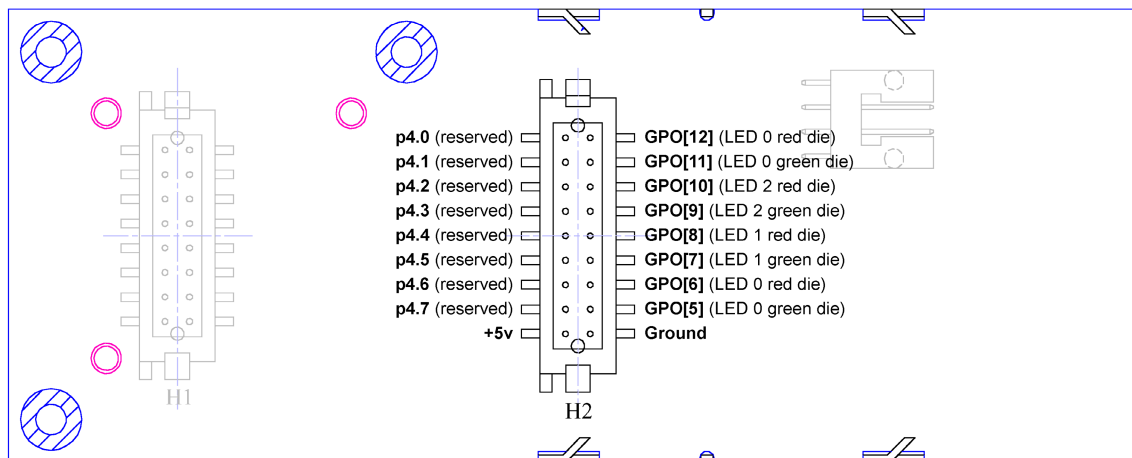 p4.0 (reserved) GPO[12] (LED 0 red die)
p4.1 (reserved) GPO[11] (LED 0 green die)
p4.2 (reserved) GPO[10] (LED 2 red die)
p4.3 (reserved) GPO[9] (LED 2 green die)
p4.4 (reserved) GPO[8] (LED 1 red die)
p4.5 (reserved) GPO[7] (LED 1 green die)
p4.6 (reserved) GPO[6] (LED 0 red die)
p4.7 (reserved) GPO[5] (LED 0 green die)
+5v Ground
H1
H2